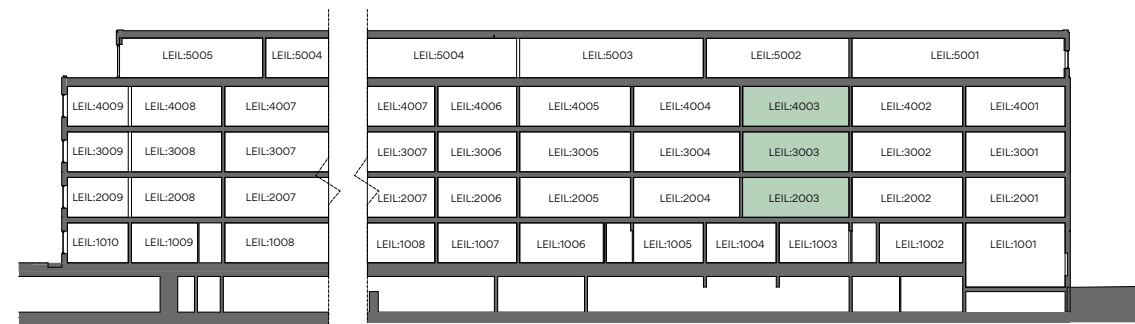 LEIL:5005 LEIL:5004 LEIL:5004 LEIL:5003 LEIL:5002 LEIL:5001
LEIL:4009 LEIL:4008 LEIL:4007 LEIL:4007 LEIL:4006 LEIL:4005 LEIL:4004 LEIL:4003 LEIL:4002 LEIL:4001
LEIL:3009 LEIL:3008 LEIL:3007 LEIL:3007 LEIL:3006 LEIL:3005 LEIL:3004 LEIL:3003 LEIL:3002 LEIL:3001
LEIL:2009 LEIL:2008 LEIL:2007 LEIL:2007 LEIL:2006 LEIL:2005 LEIL:2004 LEIL:2003 LEIL:2002 LEIL:2001
LEIL:1010 LEIL:1009 LEIL:1008 LEIL:1008 LEIL:1007 LEIL:1006 LEIL:1005 LEIL:1004 LEIL:1003 LEIL:1002 LEIL:1001